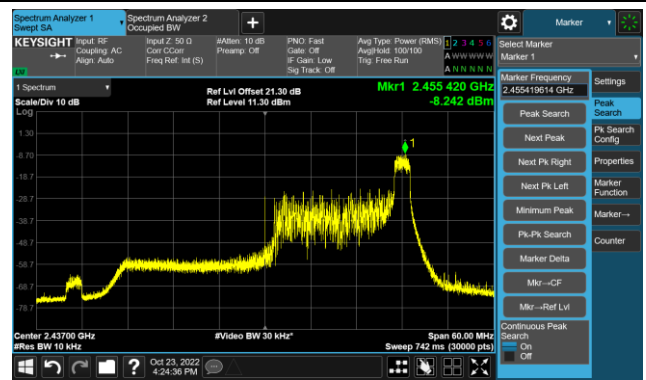 Spectrum Analyzer 1
Swept SA
Spectrum Analyzer 2
Occupied BW
+
Marker
KEYSIGHT
Input: RF
Coupling: AC
Align: Auto
Input Z: 50 Ω
Corr CCorr
Freq Ref: Int (S)
#Atten: 10 dB
Preamp: Off
PNO: Fast
Gate: Off
IF Gain: Low
Sig Track: Off
Avg Type: Power (RMS)
Avg|Hold: 100/100
Trig: Free Run
1 2 3 4 5 6
A W W W W W
A N N N N N
LW
Select Marker
Marker 1
1 Spectrum
Scale/Div 10 dB
Log
Ref Lvl Offset 21.30 dB
Ref Level 11.30 dBm
Mkr1 2.455 420 GHz
-8.242 dBm
1
1.30
-8.70
-18.7
-28.7
-38.7
-48.7
-58.7
-68.7
-78.7
Center 2.43700 GHz
#Res BW 10 kHz
#Video BW 30 kHz*
Span 60.00 MHz
Sweep 742 ms (30000 pts)
Marker Frequency
2.455419614 GHz
Peak Search
Next Peak
Next Pk Right
Next Pk Left
Minimum Peak
Pk-Pk Search
Marker Delta
Mkr→CF
Mkr→Ref Lvl
Continuous Peak
Search
On
Off
Settings
Peak
Search
Pk Search
Config
Properties
Marker
Function
Marker→
Counter
?
Oct 23, 2022
4:24:36 PM